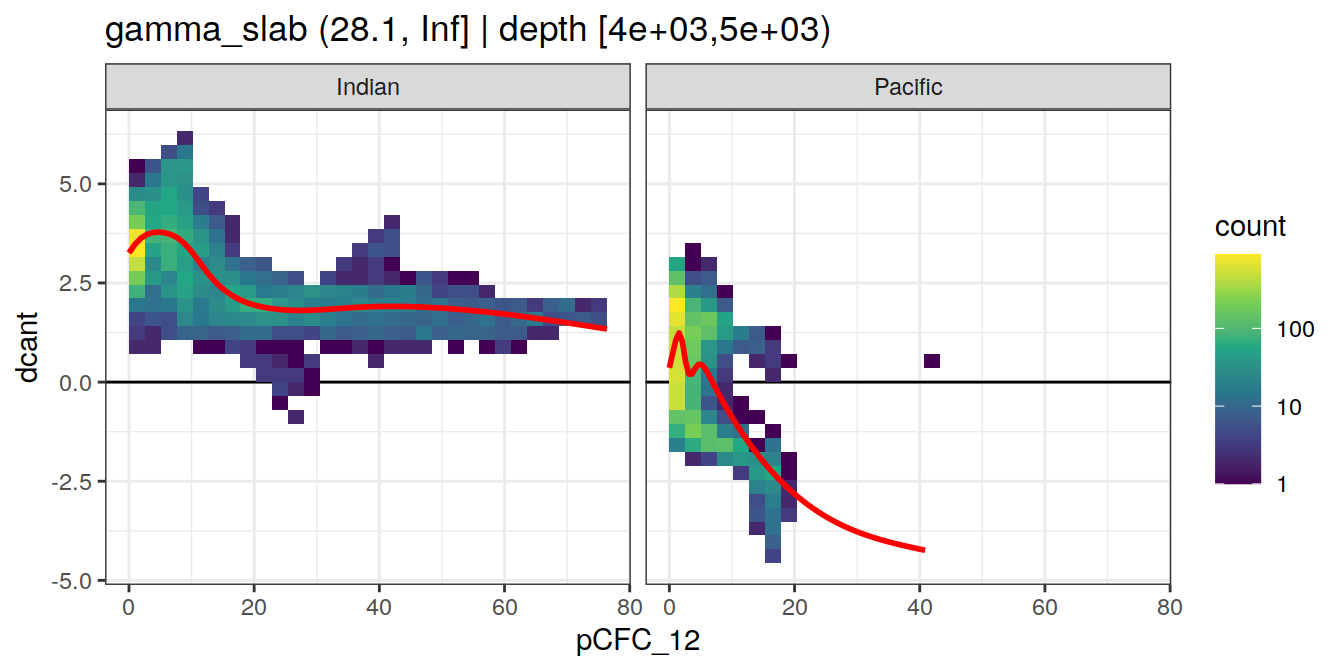 gamma_slab (28.1, Inf] | depth [4e+03,5e+03)
Indian
Pacific
dcant
5.0
2.5
0.0
-2.5
-5.0
0 20 40 60 80
0 20 40 60 80
pCFC_12
count
100
10
1